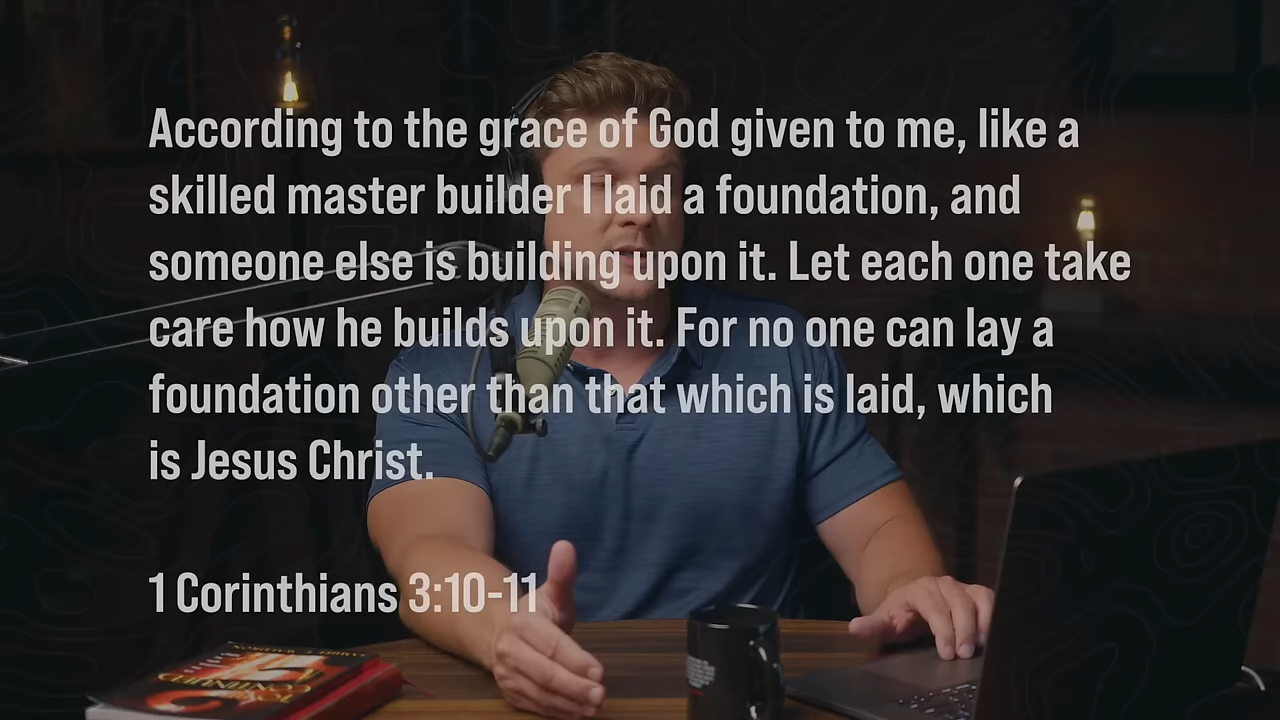 According to the grace of God given to me, like a
skilled master builder I laid a foundation, and
someone else is building upon it. Let each one take
care how he builds upon it. For no one can lay a
foundation other than that which is laid, which
is Jesus Christ.
1 Corinthians 3:10-11